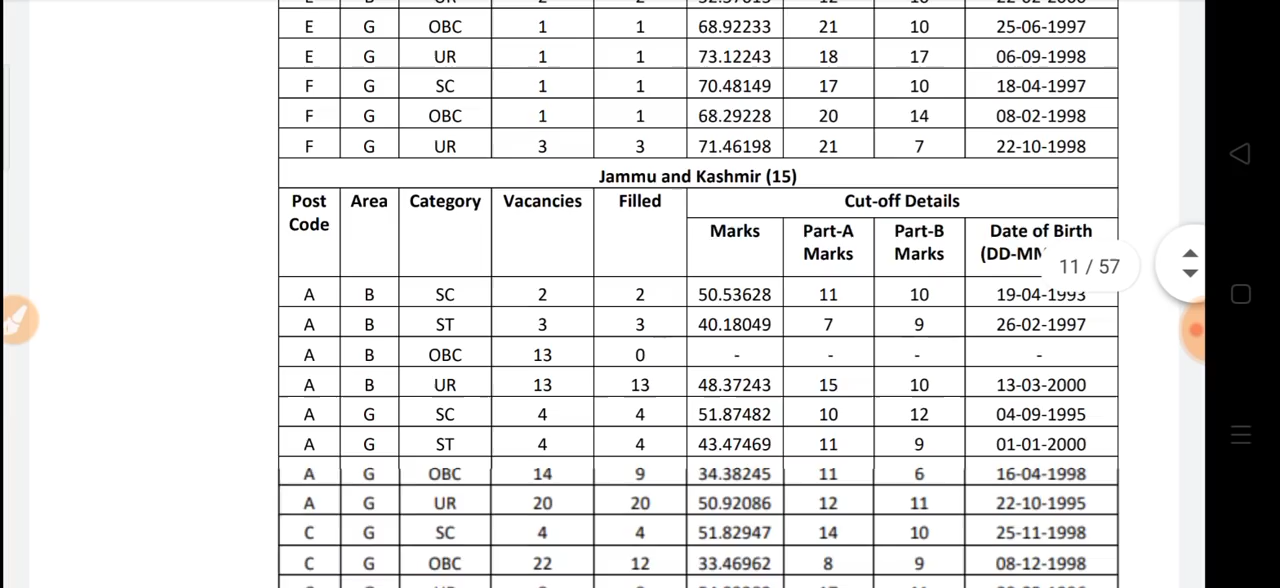 E G OBC 1 1 68.92233 21 10 25-06-1997
E G UR 1 1 73.12243 18 17 06-09-1998
F G SC 1 1 70.48149 17 10 18-04-1997
F G OBC 1 1 68.29228 20 14 08-02-1998
F G UR 3 3 71.46198 21 7 22-10-1998
Jammu and Kashmir (15)
Post Code Area Category Vacancies Filled Cut-off Details
Marks Part-A Marks Part-B Marks Date of Birth (DD-MM
11 / 57
A B SC 2 2 50.53628 11 10 19-04-1993
A B ST 3 3 40.18049 7 9 26-02-1997
A B OBC 13 0 - - - -
A B UR 13 13 48.37243 15 10 13-03-2000
A G SC 4 4 51.87482 10 12 04-09-1995
A G ST 4 4 43.47469 11 9 01-01-2000
A G OBC 14 9 34.38245 11 6 16-04-1998
A G UR 20 20 50.92086 12 11 22-10-1995
C G SC 4 4 51.82947 14 10 25-11-1998
C G OBC 22 12 33.46962 8 9 08-12-1998